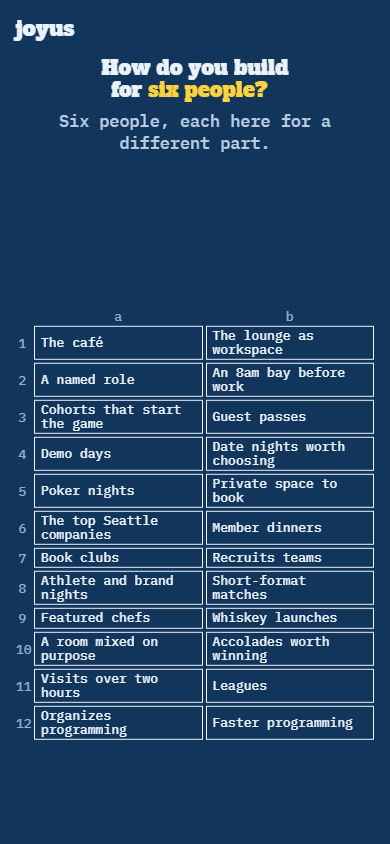 joyus
How do you build
for six people?
Six people, each here for a
different part.
a b
1 The café The lounge as
workspace
2 A named role An 8am bay before
work
3 Cohorts that start
the game Guest passes
4 Demo days Date nights worth
choosing
5 Poker nights Private space to
book
6 The top Seattle
companies Member dinners
7 Book clubs Recruits teams
8 Athlete and brand
nights Short-format
matches
9 Featured chefs Whiskey launches
10 A room mixed on
purpose Accolades worth
winning
11 Visits over two
hours Leagues
12 Organizes
programming Faster programming